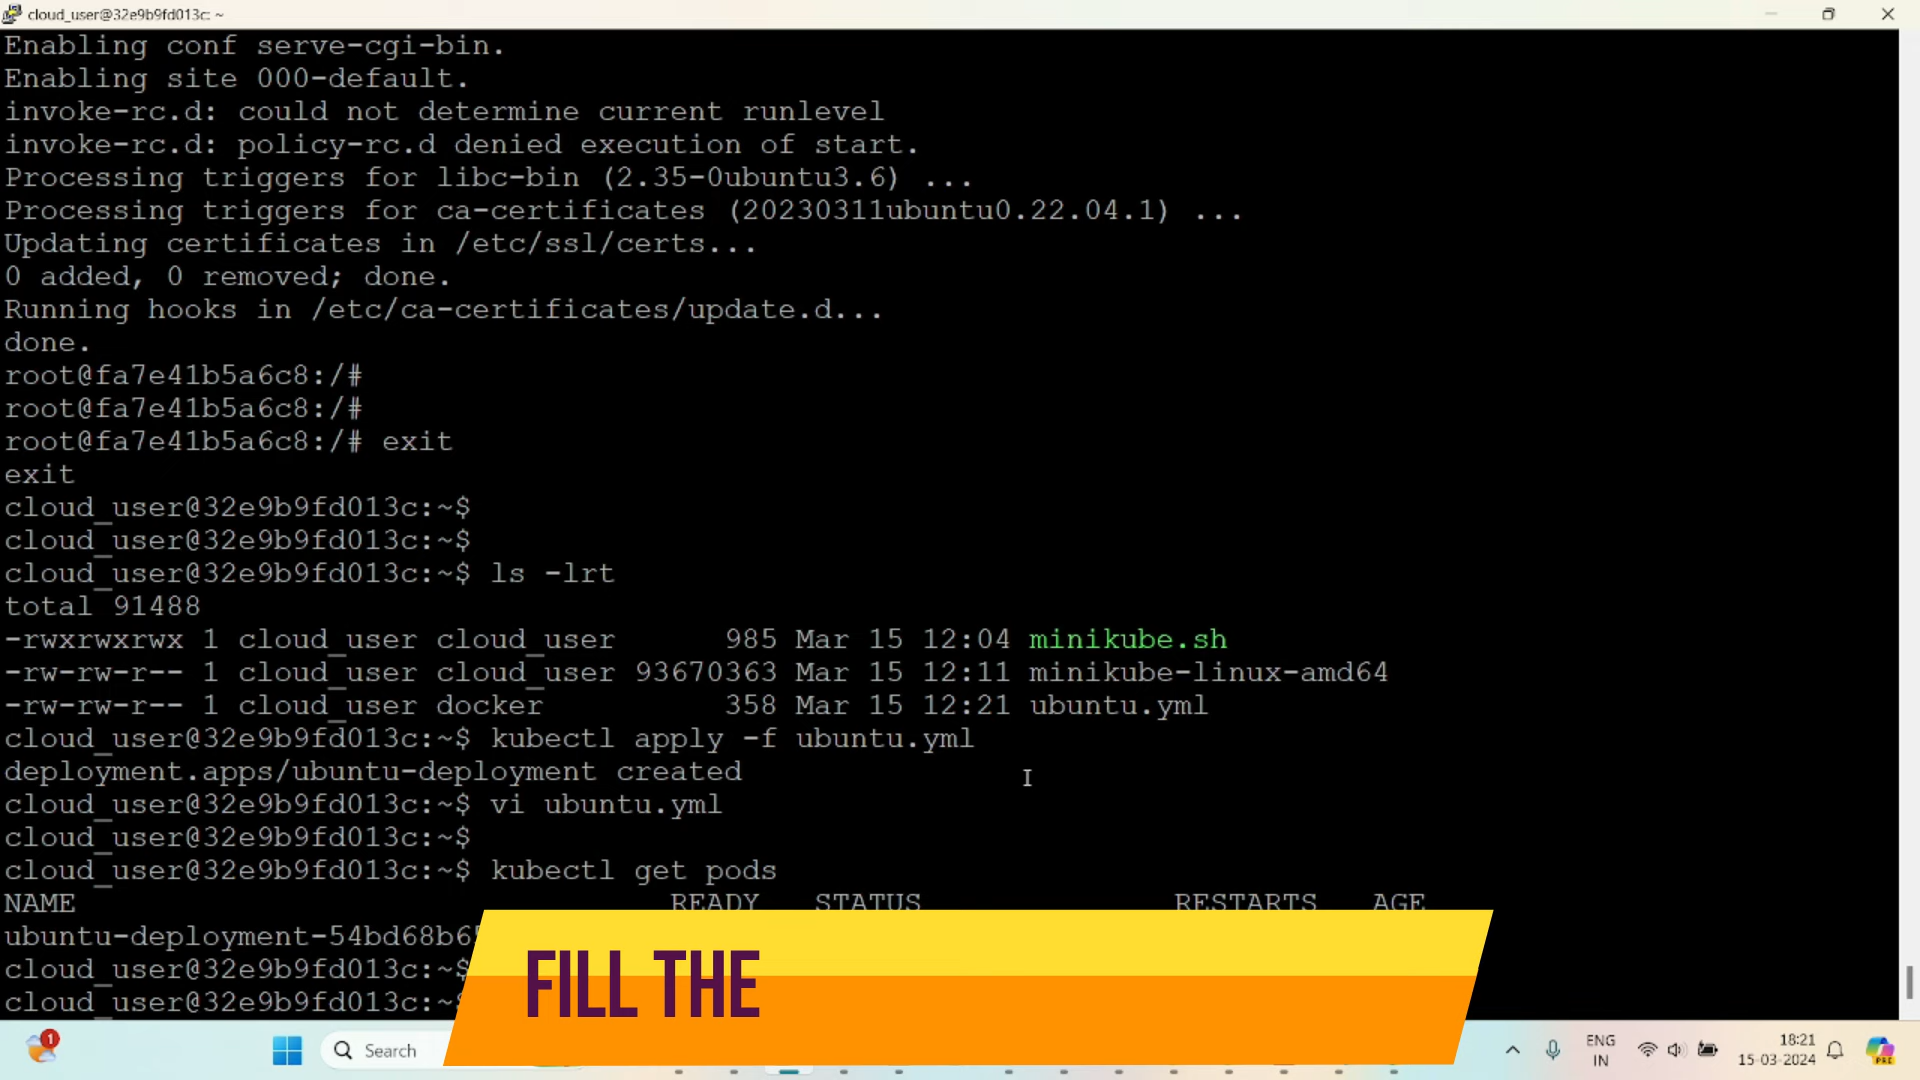 cloud_user@32e9b9fd013c: ~
Enabling conf serve-cgi-bin.
Enabling site 000-default.
invoke-rc.d: could not determine current runlevel
invoke-rc.d: policy-rc.d denied execution of start.
Processing triggers for libc-bin (2.35-0ubuntu3.6) ...
Processing triggers for ca-certificates (20230311ubuntu0.22.04.1) ...
Updating certificates in /etc/ssl/certs...
0 added, 0 removed; done.
Running hooks in /etc/ca-certificates/update.d...
done.
root@fa7e41b5a6c8:/#
root@fa7e41b5a6c8:/#
root@fa7e41b5a6c8:/# exit
exit
cloud_user@32e9b9fd013c:~$
cloud_user@32e9b9fd013c:~$
cloud_user@32e9b9fd013c:~$ ls -lrt
total 91488
-rwxrwxrwx 1 cloud_user cloud_user 985 Mar 15 12:04 minikube.sh
-rw-rw-r-- 1 cloud_user cloud_user 93670363 Mar 15 12:11 minikube-linux-amd64
-rw-rw-r-- 1 cloud_user docker 358 Mar 15 12:21 ubuntu.yml
cloud_user@32e9b9fd013c:~$ kubectl apply -f ubuntu.yml
deployment.apps/ubuntu-deployment created
cloud_user@32e9b9fd013c:~$ vi ubuntu.yml
cloud_user@32e9b9fd013c:~$
cloud_user@32e9b9fd013c:~$ kubectl get pods
NAME READY STATUS RESTARTS AGE
ubuntu-deployment-54bd68b6
cloud_user@32e9b9fd013c:~$
cloud_user@32e9b9fd013c:~
FILL THE
1
Search
ENG
IN
18:21
15-03-2024
PRE